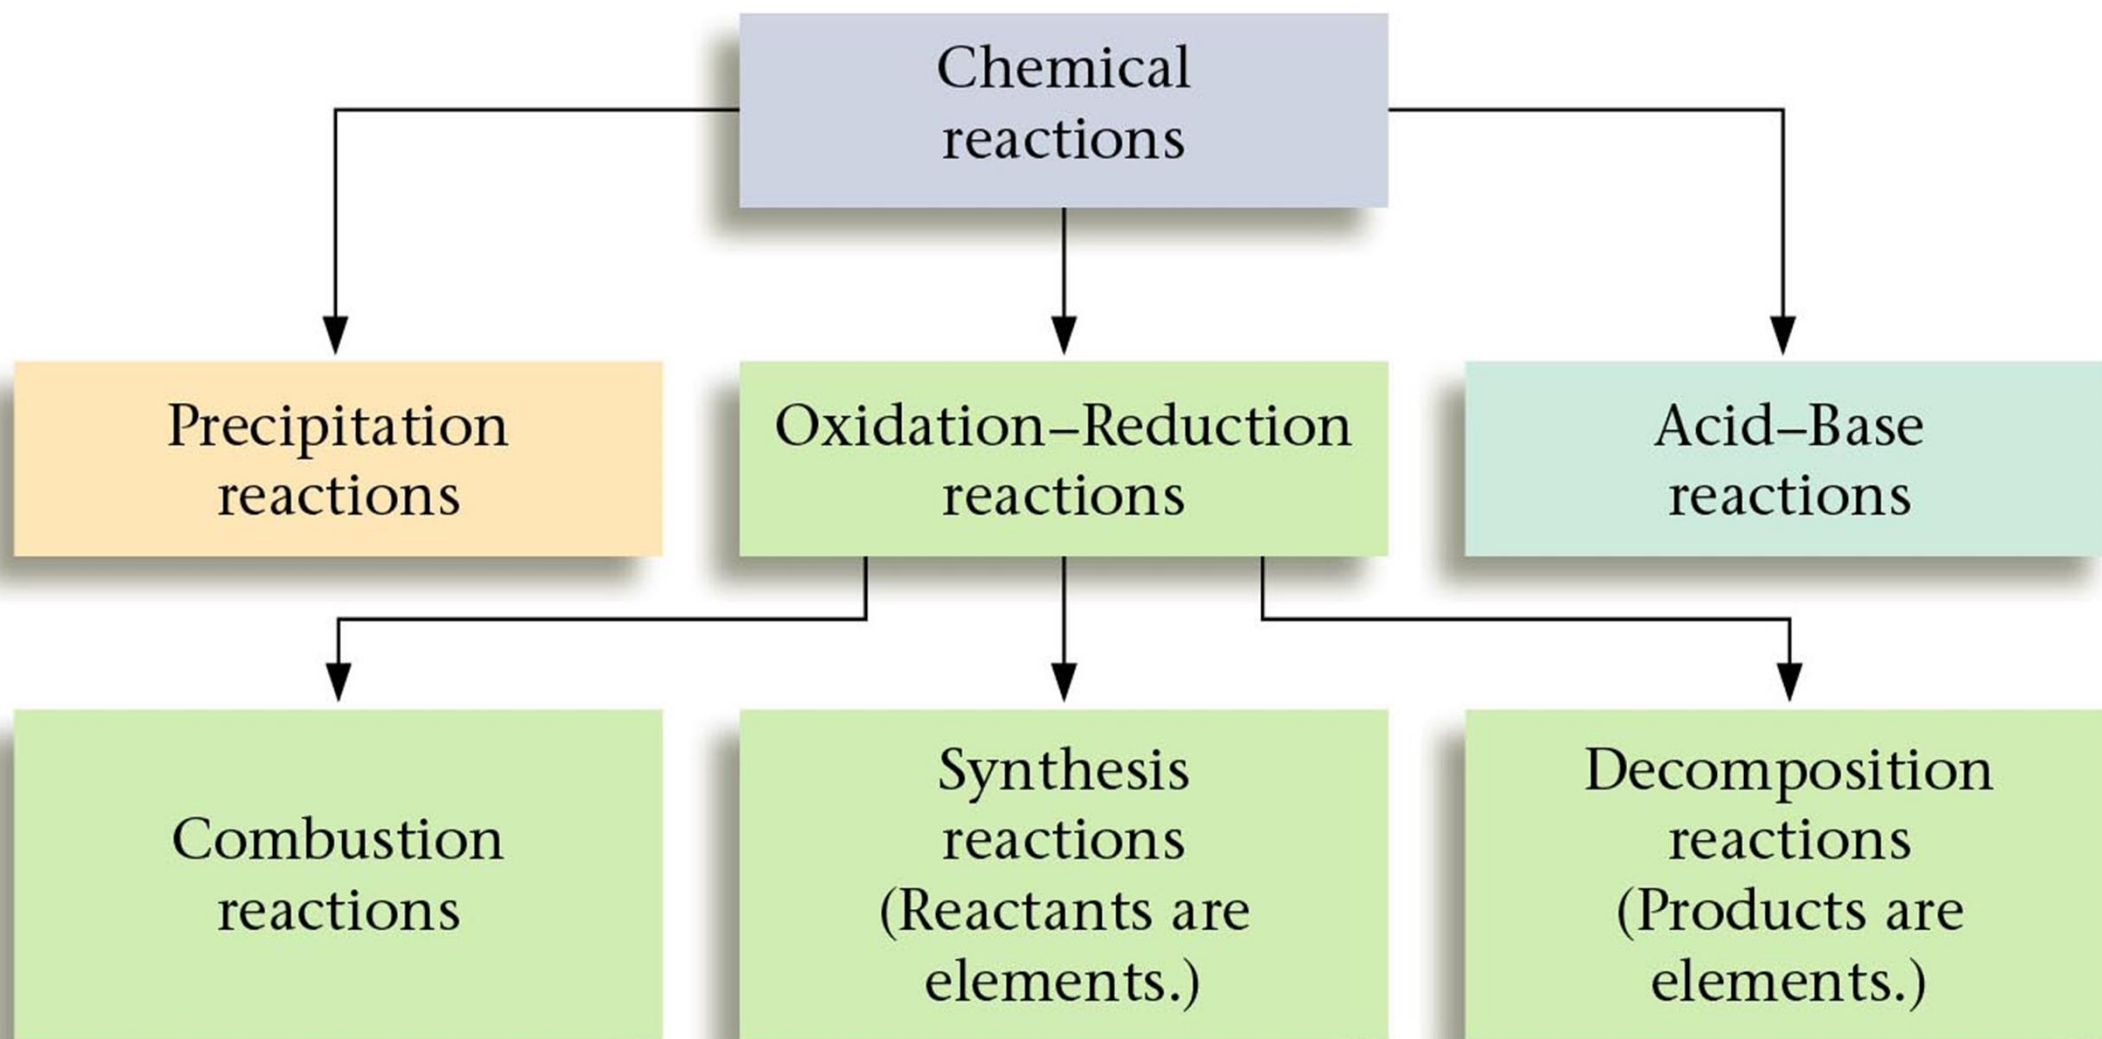 Chemical
reactions
Precipitation
reactions
Oxidation–Reduction
reactions
Acid–Base
reactions
Combustion
reactions
Synthesis
reactions
(Reactants are
elements.)
Decomposition
reactions
(Products are
elements.)